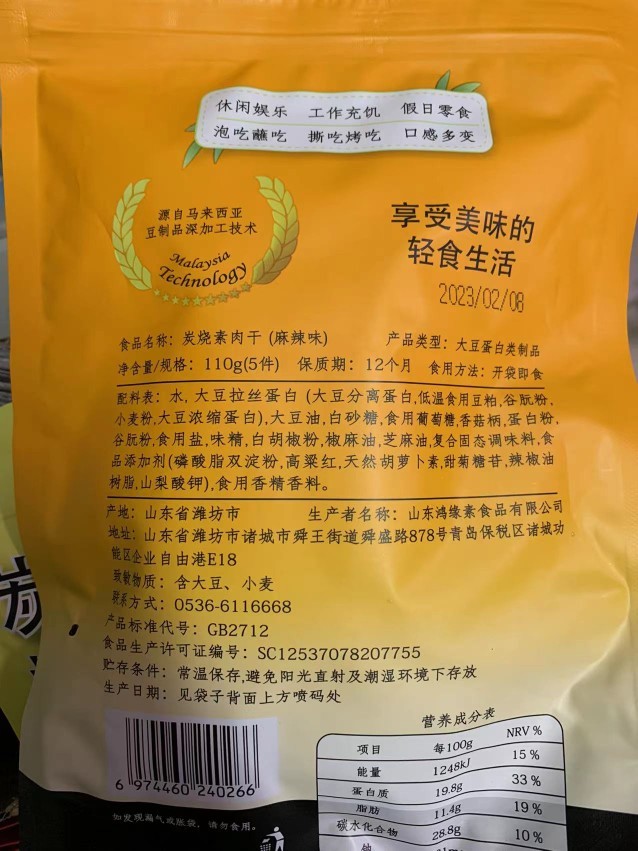 休闲娱乐 工作充饥 假日零食
泡吃蘸吃 撕吃烤吃 口感多变
源自马来西亚
豆制品深加工技术
Malaysia
Technology
享受美味的
轻食生活
2023/02/08
食品名称: 炭烧素肉干 (麻辣味) 产品类型: 大豆蛋白类制品
净含量/规格: 110g(5件) 保质期: 12个月 食用方法: 开袋即食
配料表: 水, 大豆拉丝蛋白 (大豆分离蛋白,低温食用豆粕,谷朊粉,
小麦粉,大豆浓缩蛋白),大豆油,白砂糖,食用葡萄糖,香菇柄,蛋白粉,
谷朊粉,食用盐,味精,白胡椒粉,椒麻油,芝麻油,复合固态调味料,食
品添加剂(磷酸脂双淀粉,高粱红,天然胡萝卜素,甜菊糖苷,辣椒油
树脂,山梨酸钾),食用香精香料。
产地: 山东省潍坊市 生产者名称: 山东鸿缘素食品有限公司
地址: 山东省潍坊市诸城市舜王街道舜盛路878号青岛保税区诸城功
能区企业自由港E18
致敏物质: 含大豆、小麦
联系方式: 0536-6116668
产品标准代号: GB2712
食品生产许可证编号: SC12537078207755
贮存条件: 常温保存,避免阳光直射及潮湿环境下存放
生产日期: 见袋子背面上方喷码处
营养成分表
项目 每100g NRV %
能量 1248kJ 15 %
蛋白质 19.8g 33 %
脂肪 11.4g 19 %
碳水化合物 28.8g 10 %
钠
6 974460 240266
如发现漏气或胀袋, 请勿食用。
炭